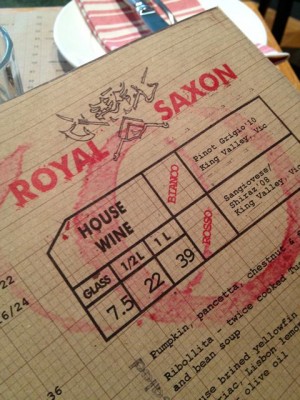 ROYAL SAXON
HOUSE
WINE
GLASS 1/2L 1 L
7.5 22 39
BIANCO
Pinot Grigio'10
King Valley, Vic
ROSSO
Sangiovese/
Shiraz'08
King Valley, Vic
Pumpkin, pancetta, chestnut &
Ribollita - twice cooked
and bean soup
brined yellowfin
Lisbon lemon
olive oil
22
16/24
36